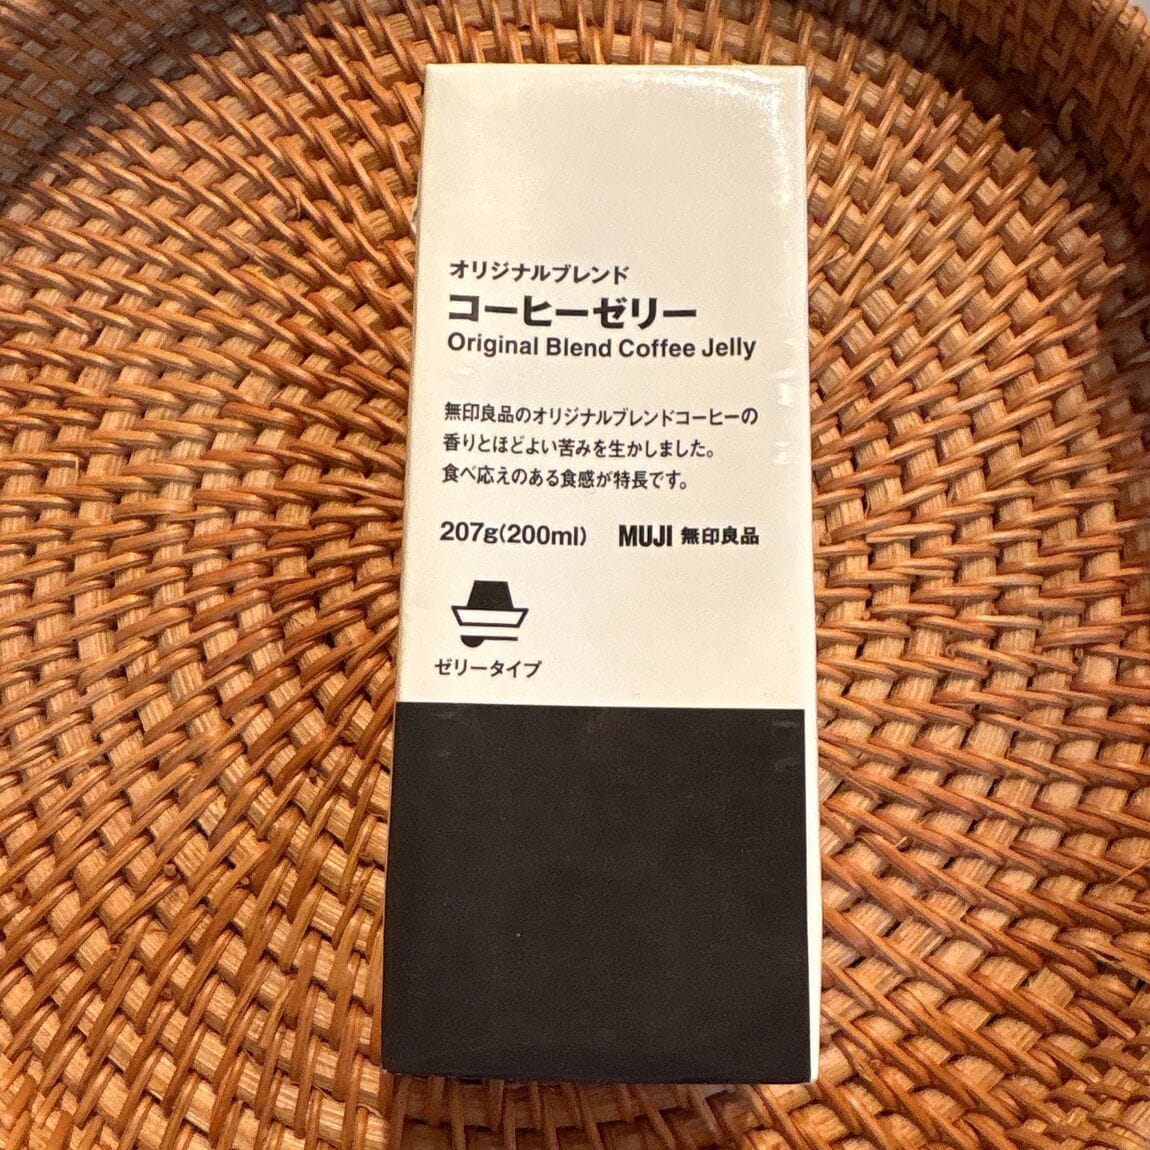 オリジナルブレンド
コーヒーゼリー
Original Blend Coffee Jelly
無印良品のオリジナルブレンドコーヒーの
香りとほどよい苦みを生かしました。
食べ応えのある食感が特長です。
207g(200ml) MUJI 無印良品
ゼリータイプ